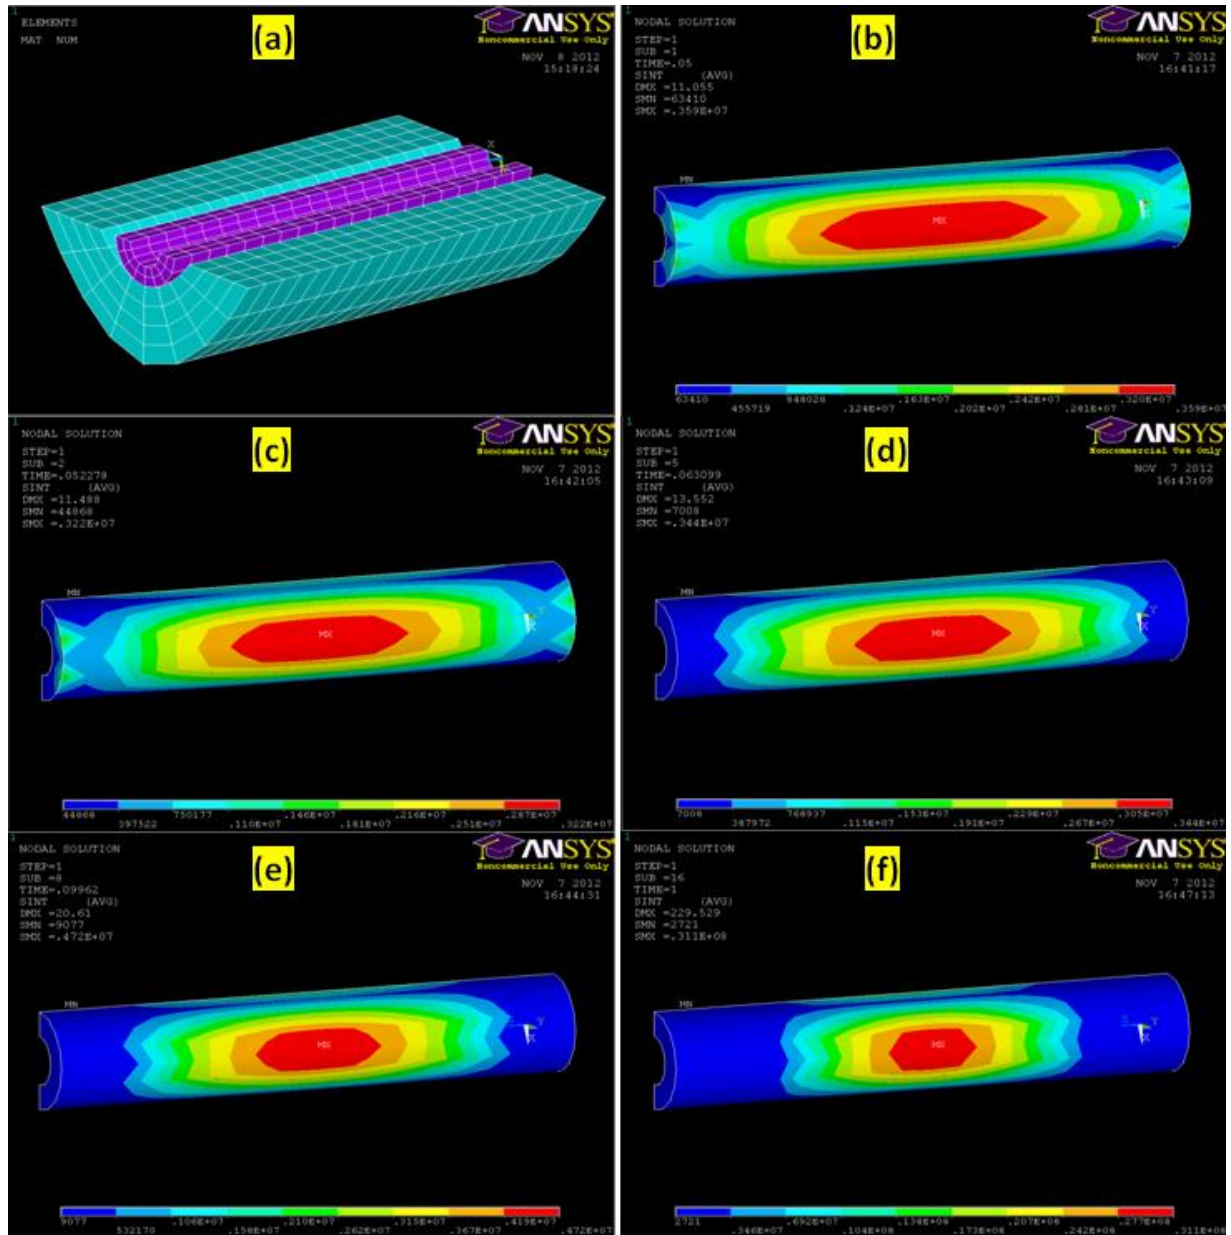 1
ELEMENTS
MAT NUM
(a)
ANSYS
Noncommercial Use Only
NOV 8 2012
15:18:24
X
1
NODAL SOLUTION
STEP=1
SUB =1
TIME=.05
SINT (AVG)
DMX =11.055
SMN =63410
SMX =.359E+07
(b)
ANSYS
Noncommercial Use Only
NOV 7 2012
16:41:17
MN
MX
63410 848028 .163E+07 .242E+07 .320E+07
455719 .124E+07 .202E+07 .281E+07 .359E+07
1
NODAL SOLUTION
STEP=1
SUB =2
TIME=.052278
SINT (AVG)
DMX =11.488
SMN =44868
SMX =.322E+07
(c)
ANSYS
Noncommercial Use Only
NOV 7 2012
16:42:05
MN
MX
Y
44868 750177 .146E+07 .216E+07 .287E+07
397522 .110E+07 .181E+07 .251E+07 .322E+07
1
NODAL SOLUTION
STEP=1
SUB =5
TIME=.063099
SINT (AVG)
DMX =13.552
SMN =7008
SMX =.344E+07
(d)
ANSYS
Noncommercial Use Only
NOV 7 2012
16:43:09
MN
MX
Y
7008 768937 .153E+07 .229E+07 .305E+07
387972 .115E+07 .191E+07 .267E+07 .344E+07
1
NODAL SOLUTION
STEP=1
SUB =8
TIME=.09962
SINT (AVG)
DMX =20.61
SMN =9077
SMX =.472E+07
(e)
ANSYS
Noncommercial Use Only
NOV 7 2012
16:44:31
MN
MX
Z Y
X
9077 .106E+07 .210E+07 .315E+07 .419E+07
532170 .158E+07 .262E+07 .367E+07 .472E+07
1
NODAL SOLUTION
STEP=1
SUB =16
TIME=1
SINT (AVG)
DMX =229.529
SMN =2721
SMX =.311E+08
(f)
ANSYS
Noncommercial Use Only
NOV 7 2012
16:47:13
MN
MX
Z Y
X
2721 .692E+07 .138E+08 .207E+08 .277E+08
.346E+07 .104E+08 .173E+08 .242E+08 .311E+08